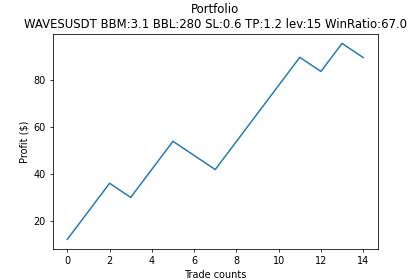 Portfolio
WAVESUSDT BBM:3.1 BBL:280 SL:0.6 TP:1.2 lev:15 WinRatio:67.0
Profit ($)
80
60
40
20
0 2 4 6 8 10 12 14
Trade counts